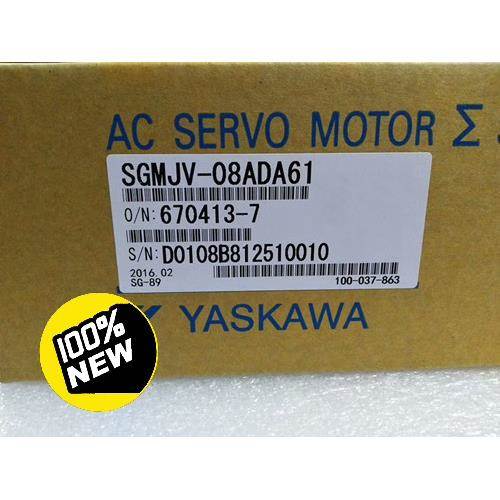 AC SERVO MOTOR Σ
SGMJV-08ADA61
O/N: 670413-7
S/N: D0108B812510010
2016.02
SG-89
100-037-863
YASKAWA
100%
NEW